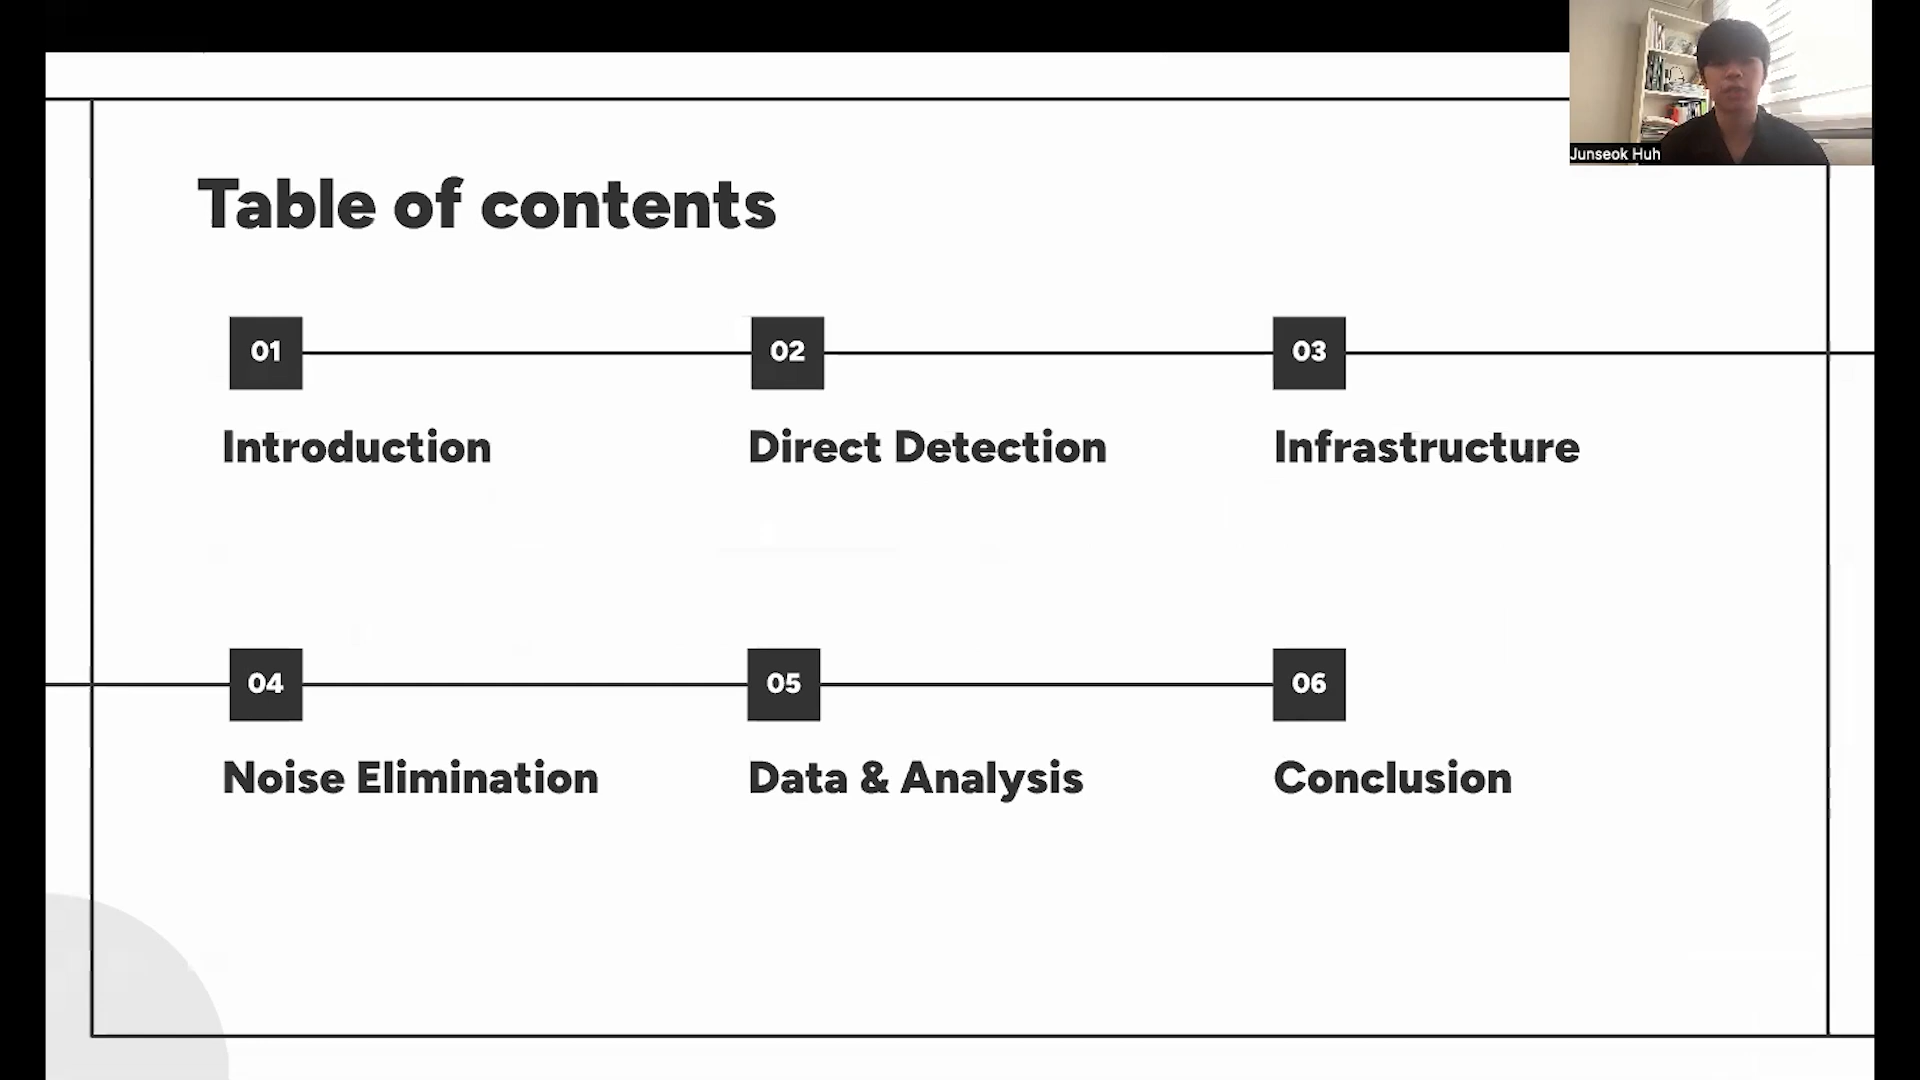 Junseok Huh
Table of contents
01
02
03
Introduction
Direct Detection
Infrastructure
04
05
06
Noise Elimination
Data & Analysis
Conclusion